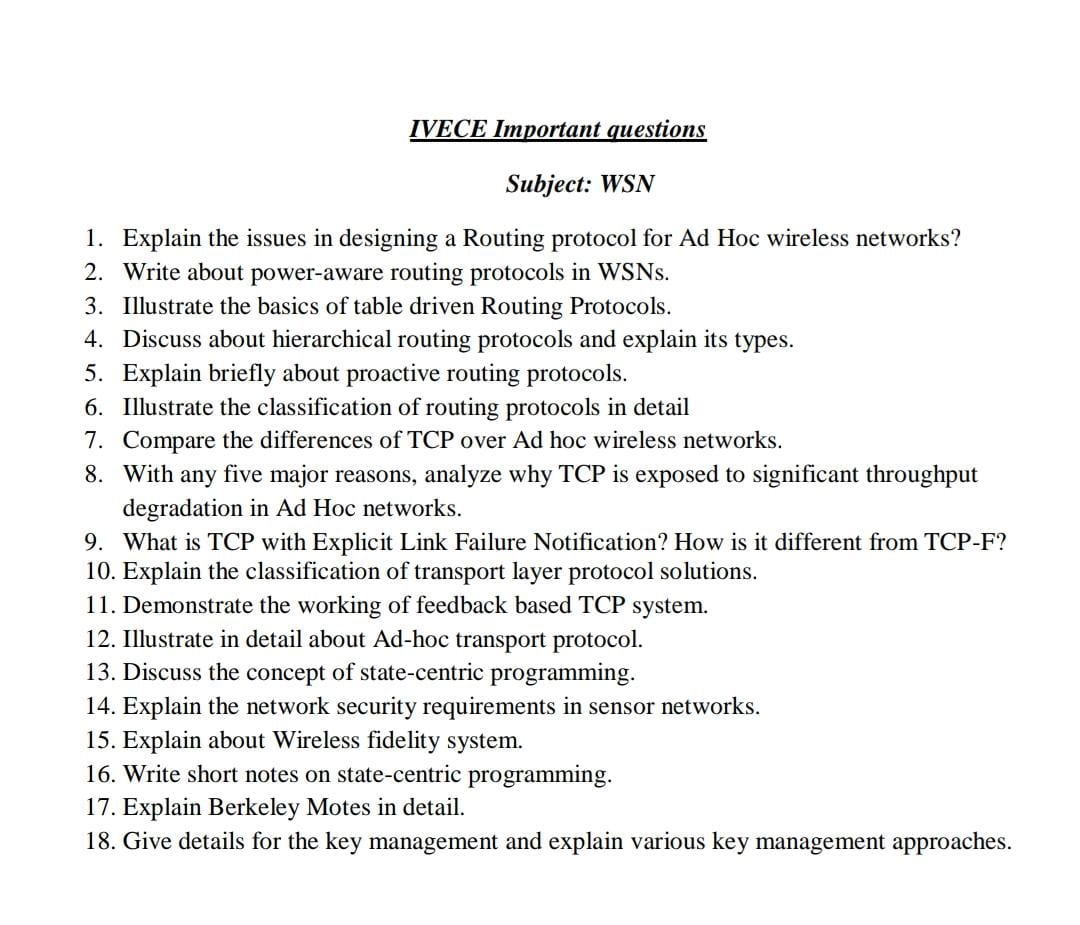 IVECE Important questions
Subject: WSN
1. Explain the issues in designing a Routing protocol for Ad Hoc wireless networks?
2. Write about power-aware routing protocols in WSNs.
3. Illustrate the basics of table driven Routing Protocols.
4. Discuss about hierarchical routing protocols and explain its types.
5. Explain briefly about proactive routing protocols.
6. Illustrate the classification of routing protocols in detail
7. Compare the differences of TCP over Ad hoc wireless networks.
8. With any five major reasons, analyze why TCP is exposed to significant throughput
degradation in Ad Hoc networks.
9. What is TCP with Explicit Link Failure Notification? How is it different from TCP-F?
10. Explain the classification of transport layer protocol solutions.
11. Demonstrate the working of feedback based TCP system.
12. Illustrate in detail about Ad-hoc transport protocol.
13. Discuss the concept of state-centric programming.
14. Explain the network security requirements in sensor networks.
15. Explain about Wireless fidelity system.
16. Write short notes on state-centric programming.
17. Explain Berkeley Motes in detail.
18. Give details for the key management and explain various key management approaches.